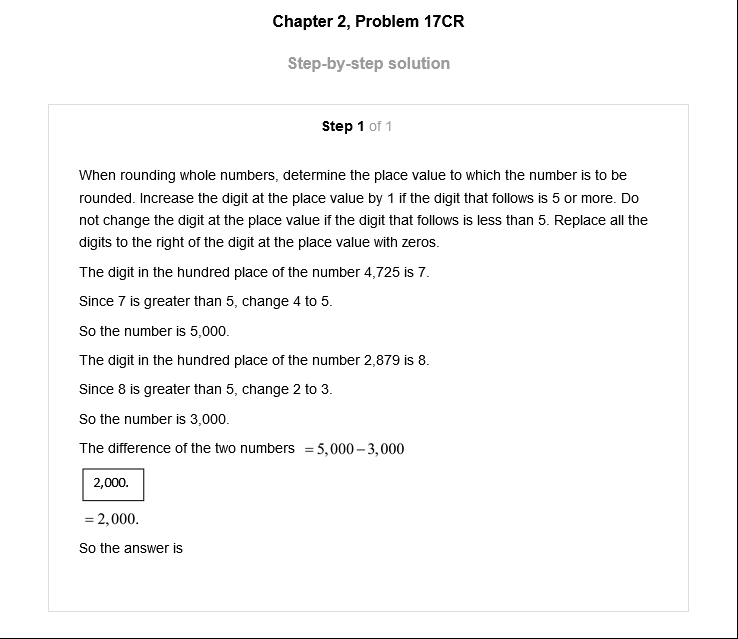 Chapter 2, Problem 17CR
Step-by-step solution
Step 1 of 1
When rounding whole numbers, determine the place value to which the number is to be
rounded. Increase the digit at the place value by 1 if the digit that follows is 5 or more. Do
not change the digit at the place value if the digit that follows is less than 5. Replace all the
digits to the right of the digit at the place value with zeros.
The digit in the hundred place of the number 4,725 is 7.
Since 7 is greater than 5, change 4 to 5.
So the number is 5,000.
The digit in the hundred place of the number 2,879 is 8.
Since 8 is greater than 5, change 2 to 3.
So the number is 3,000.
The difference of the two numbers = 5,000 – 3,000
2,000.
= 2,000.
So the answer is